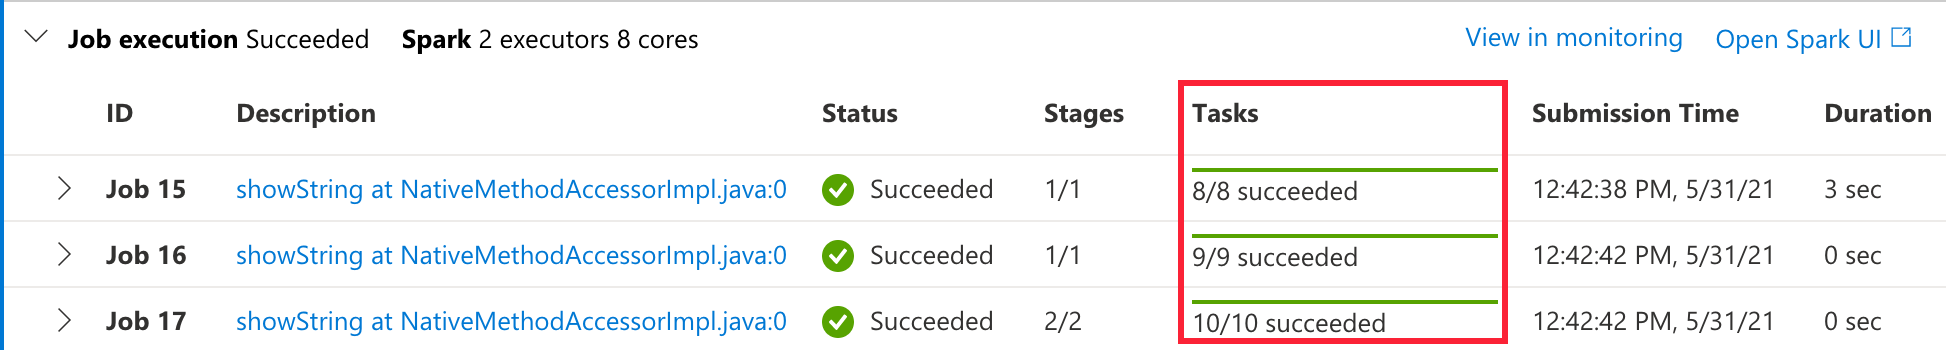 Job execution Succeeded Spark 2 executors 8 cores View in monitoring Open Spark UI
ID Description Status Stages Tasks Submission Time Duration
Job 15 showString at NativeMethodAccessorImpl.java:0 Succeeded 1/1 8/8 succeeded 12:42:38 PM, 5/31/21 3 sec
Job 16 showString at NativeMethodAccessorImpl.java:0 Succeeded 1/1 9/9 succeeded 12:42:42 PM, 5/31/21 0 sec
Job 17 showString at NativeMethodAccessorImpl.java:0 Succeeded 2/2 10/10 succeeded 12:42:42 PM, 5/31/21 0 sec